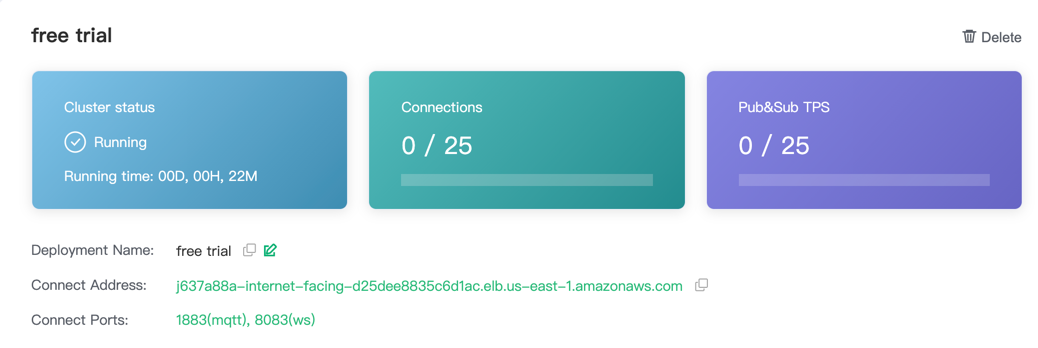 free trial
Delete
Cluster status
Running
Running time: 00D, 00H, 22M
Connections
0 / 25
Pub&Sub TPS
0 / 25
Deployment Name: free trial
Connect Address: j637a88a-internet-facing-d25dee8835c6d1ac.elb.us-east-1.amazonaws.com
Connect Ports: 1883(mqtt), 8083(ws)